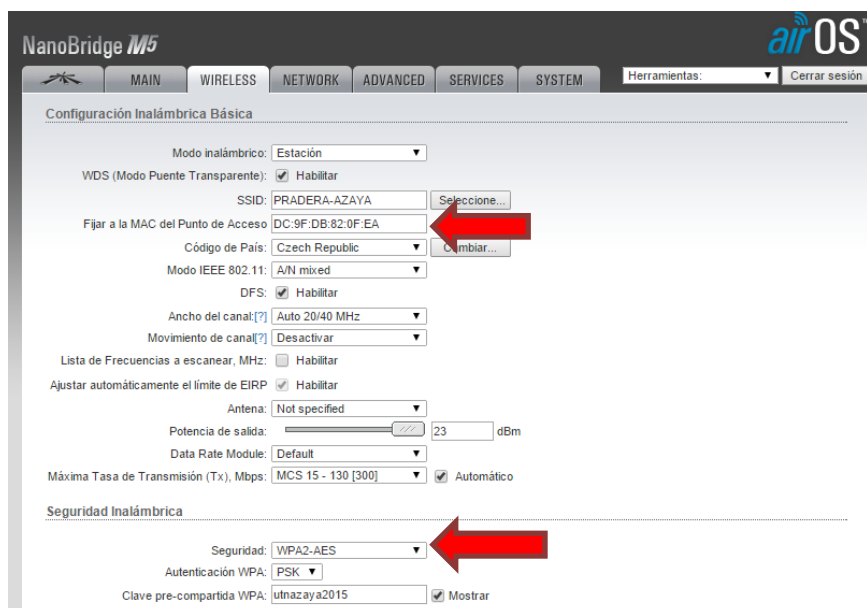 NanoBridge M5
airOS™
MAIN WIRELESS NETWORK ADVANCED SERVICES SYSTEM Herramientas: Cerrar sesión
Configuración Inalámbrica Básica
Modo inalámbrico: Estación
WDS (Modo Puente Transparente): Habilitar
SSID: PRADERA-AZAYA Seleccione...
Fijar a la MAC del Punto de Acceso DC:9F:DB:82:0F:EA
Código de País: Czech Republic Cambiar...
Modo IEEE 802.11: A/N mixed
DFS: Habilitar
Ancho del canal:[?] Auto 20/40 MHz
Movimiento de canal[?] Desactivar
Lista de Frecuencias a escanear, MHz: Habilitar
Ajustar automáticamente el límite de EIRP Habilitar
Antena: Not specified
Potencia de salida: 23 dBm
Data Rate Module: Default
Máxima Tasa de Transmisión (Tx), Mbps: MCS 15 - 130 [300] Automático
Seguridad Inalámbrica
Seguridad: WPA2-AES
Autenticación WPA: PSK
Clave pre-compartida WPA: utnazaya2015 Mostrar